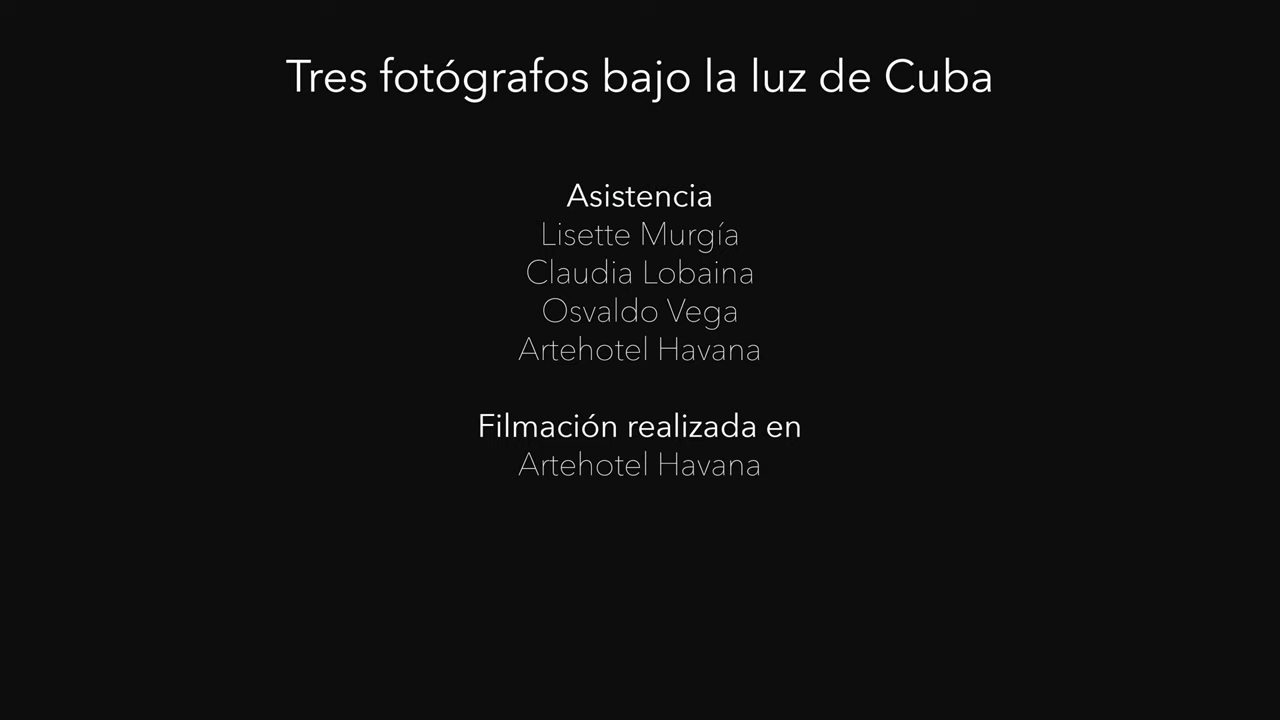 Tres fotógrafos bajo la luz de Cuba
Asistencia
Lisette Murgía
Claudia Lobaina
Osvaldo Vega
Artehotel Havana
Filmación realizada en
Artehotel Havana